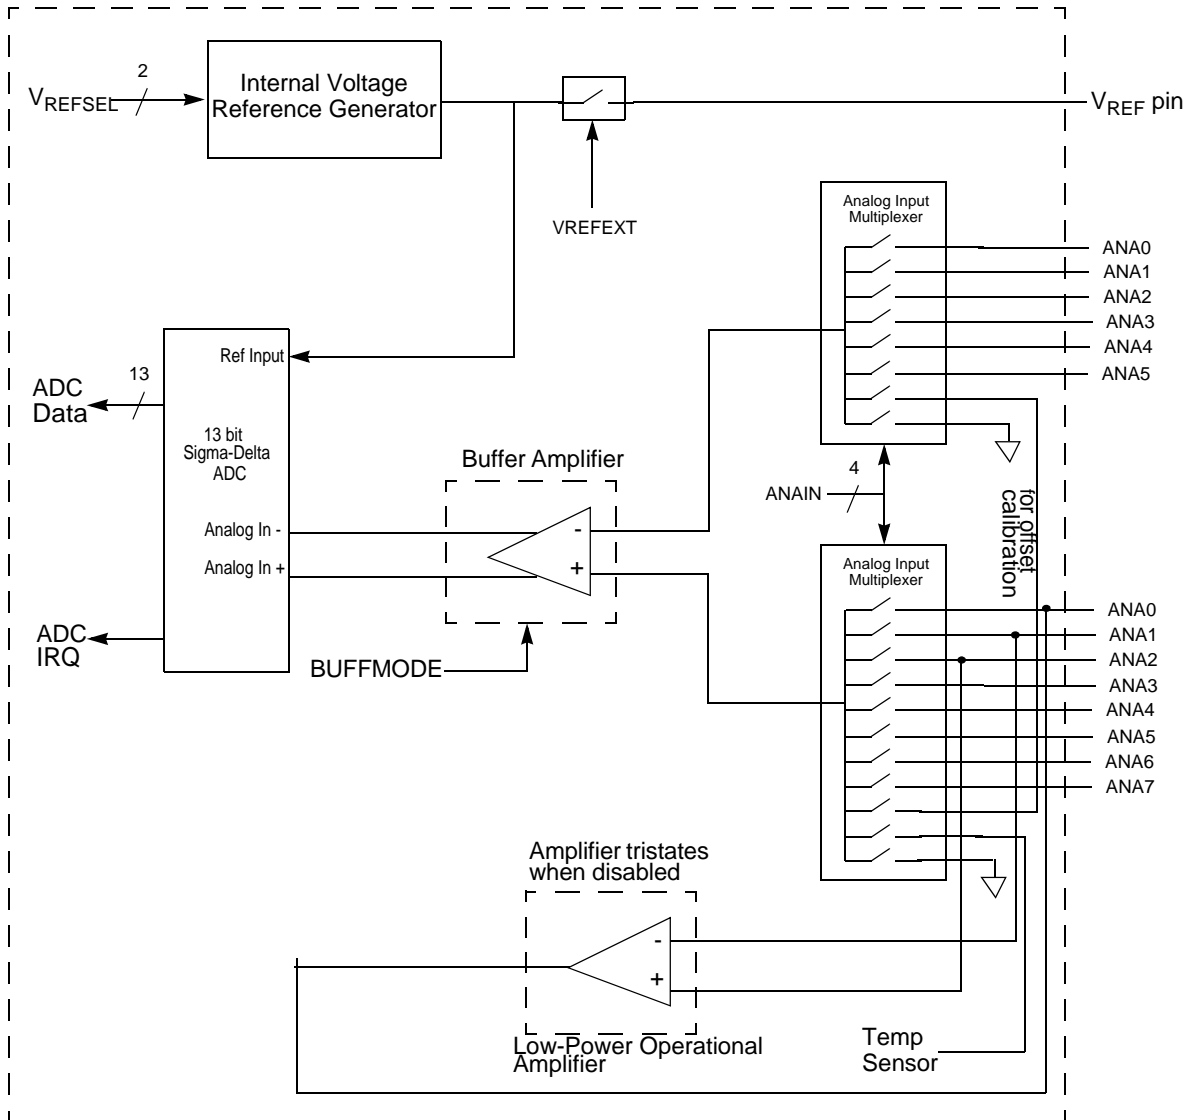 2
V_REFSEL
Internal Voltage
Reference Generator
V_REF pin
VREFEXT
Analog Input
Multiplexer
ANA0
ANA1
ANA2
ANA3
ANA4
ANA5
Ref Input
13
ADC
Data
13 bit
Sigma-Delta
ADC
Buffer Amplifier
4
ANAIN
for offset
calibration
Analog In -
-
Analog In +
+
Analog Input
Multiplexer
ADC
IRQ
BUFFMODE
ANA0
ANA1
ANA2
ANA3
ANA4
ANA5
ANA6
ANA7
Amplifier tristates
when disabled
-
+
Low-Power Operational
Amplifier
Temp
Sensor